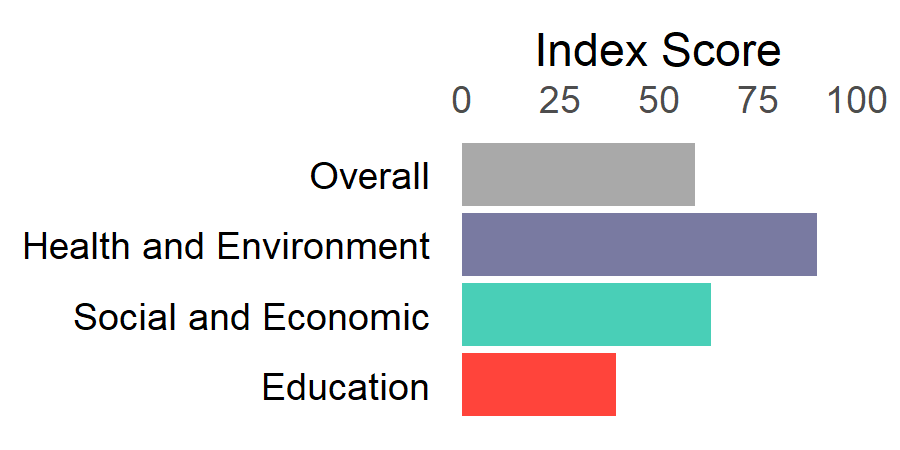 Index Score
0 25 50 75 100
Overall
Health and Environment
Social and Economic
Education